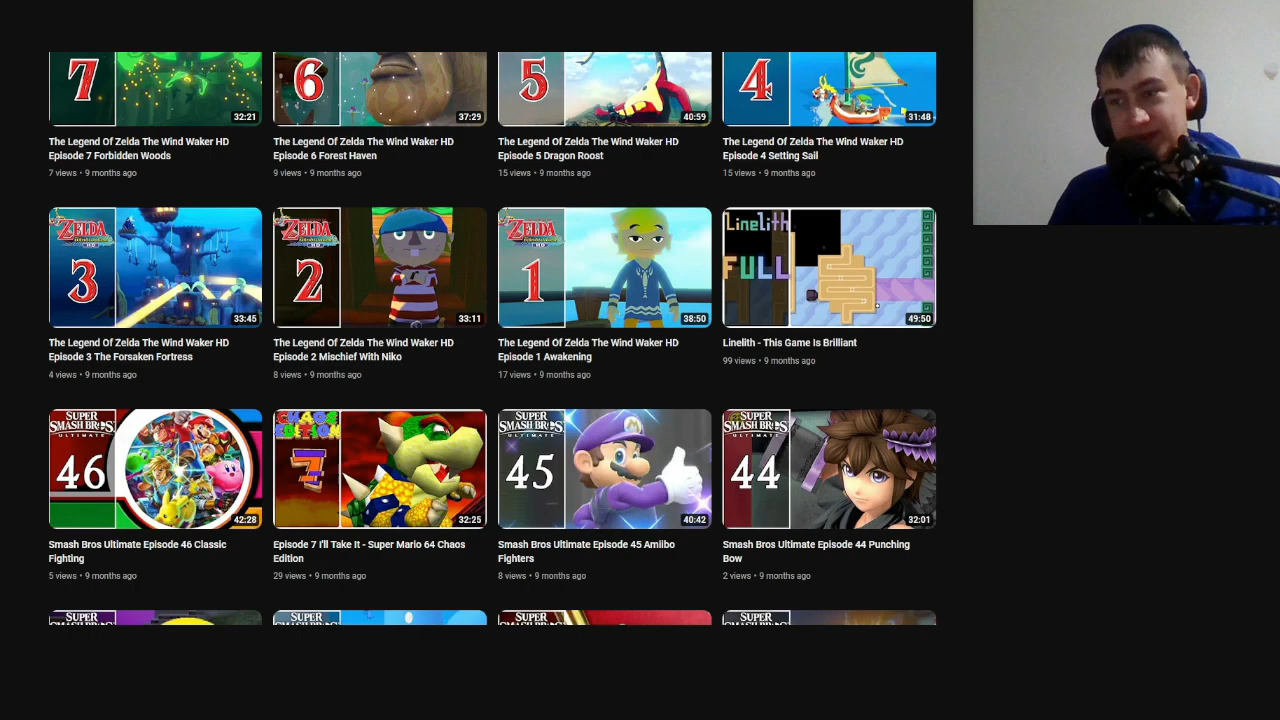 7
32:21
6
37:29
5
40:59
4
31:48
The Legend Of Zelda The Wind Waker HD
Episode 7 Forbidden Woods
7 views • 9 months ago
The Legend Of Zelda The Wind Waker HD
Episode 6 Forest Haven
9 views • 9 months ago
The Legend Of Zelda The Wind Waker HD
Episode 5 Dragon Roost
15 views • 9 months ago
The Legend Of Zelda The Wind Waker HD
Episode 4 Setting Sail
15 views • 9 months ago
ZELDA
HD
3
33:45
ZELDA
HD
2
33:11
ZELDA
HD
1
38:50
Linelith
FULL
49:50
The Legend Of Zelda The Wind Waker HD
Episode 3 The Forsaken Fortress
4 views • 9 months ago
The Legend Of Zelda The Wind Waker HD
Episode 2 Mischief With Niko
8 views • 9 months ago
The Legend Of Zelda The Wind Waker HD
Episode 1 Awakening
17 views • 9 months ago
Linelith - This Game Is Brilliant
99 views • 9 months ago
SUPER
SMASH BROS.
ULTIMATE
46
42:28
CHAOS
EDITION
7
32:25
SUPER
SMASH BROS.
ULTIMATE
45
40:42
SUPER
SMASH BROS.
ULTIMATE
44
32:01
Smash Bros Ultimate Episode 46 Classic
Fighting
5 views • 9 months ago
Episode 7 I'll Take It - Super Mario 64 Chaos
Edition
29 views • 9 months ago
Smash Bros Ultimate Episode 45 Amiibo
Fighters
8 views • 9 months ago
Smash Bros Ultimate Episode 44 Punching
Bow
2 views • 9 months ago
SUPER
SUPER
SUPER
SUPER